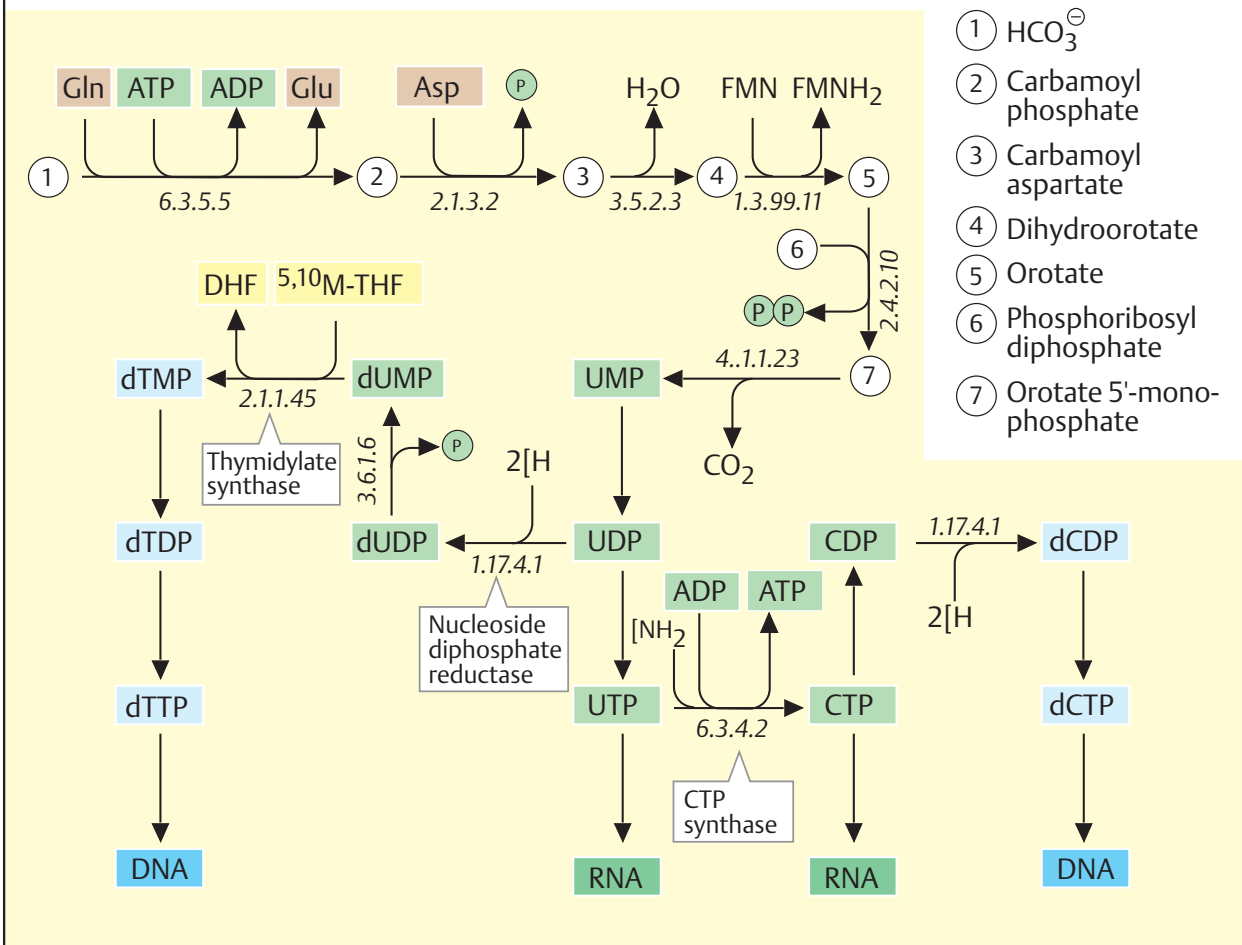 Gln ATP ADP Glu Asp P H₂O FMN FMNH₂
1 2 3 4 5
6.3.5.5 2.1.3.2 3.5.2.3 1.3.99.11
6
2.4.2.10
P P
DHF 5,10M-THF
4..1.1.23
dTMP dUMP UMP 7
2.1.1.45
CO₂
Thymidylate
synthase
3.6.1.6
P
2[H
1.17.4.1
dTDP dUDP UDP CDP dCDP
1.17.4.1
ADP ATP
2[H
Nucleoside
diphosphate
reductase
[NH₂
dTTP UTP CTP dCTP
6.3.4.2
CTP
synthase
DNA RNA RNA DNA
1 HCO₃⊖
2 Carbamoyl
phosphate
3 Carbamoyl
aspartate
4 Dihydroorotate
5 Orotate
6 Phosphoribosyl
diphosphate
7 Orotate 5'-mono-
phosphate